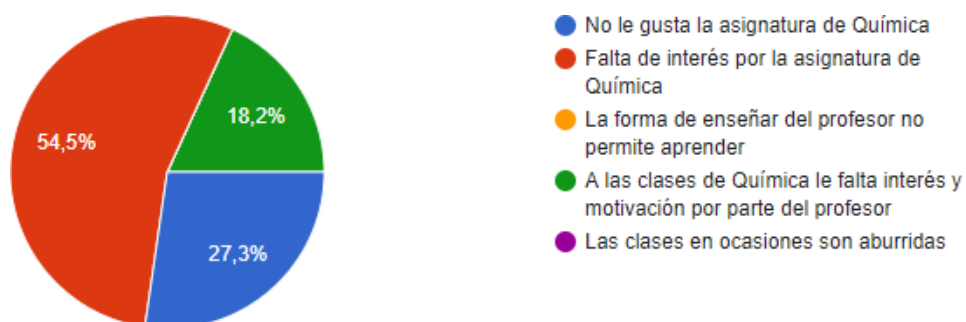 54,5%
18,2%
27,3%
No le gusta la asignatura de Química
Falta de interés por la asignatura de
Química
La forma de enseñar del profesor no
permite aprender
A las clases de Química le falta interés y
motivación por parte del profesor
Las clases en ocasiones son aburridas